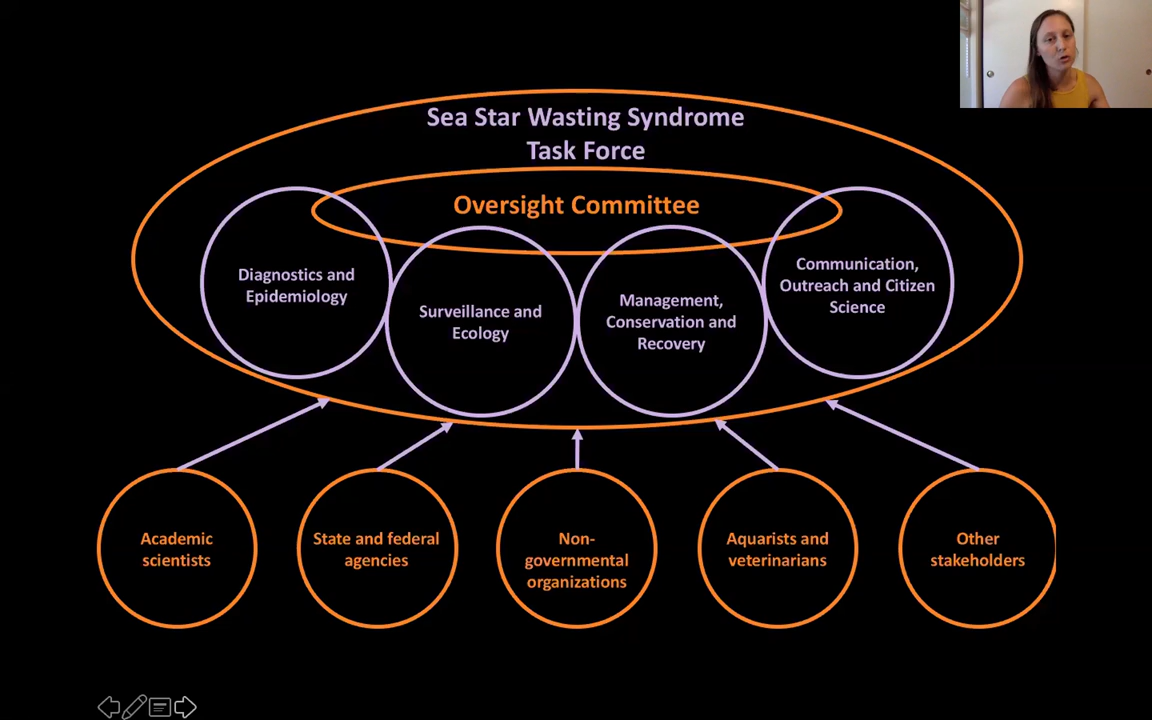 Sea Star Wasting Syndrome
Task Force
Oversight Committee
Diagnostics and
Epidemiology
Surveillance and
Ecology
Management,
Conservation and
Recovery
Communication,
Outreach and Citizen
Science
Academic
scientists
State and federal
agencies
Non-
governmental
organizations
Aquarists and
veterinarians
Other
stakeholders